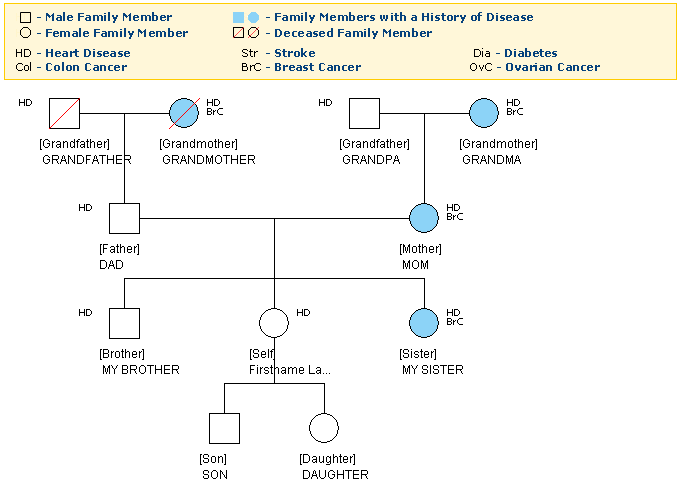 - Male Family Member
- Family Members with a History of Disease
- Female Family Member
- Deceased Family Member
HD - Heart Disease
Str - Stroke
Dia - Diabetes
Col - Colon Cancer
BrC - Breast Cancer
OvC - Ovarian Cancer
HD
HD
BrC
HD
HD
BrC
[Grandfather]
GRANDFATHER
[Grandmother]
GRANDMOTHER
[Grandfather]
GRANDPA
[Grandmother]
GRANDMA
HD
HD
BrC
[Father]
DAD
[Mother]
MOM
HD
HD
HD
BrC
[Brother]
MY BROTHER
[Self
Firstname La...
[Sister]
MY SISTER
[Son]
SON
[Daughter]
DAUGHTER